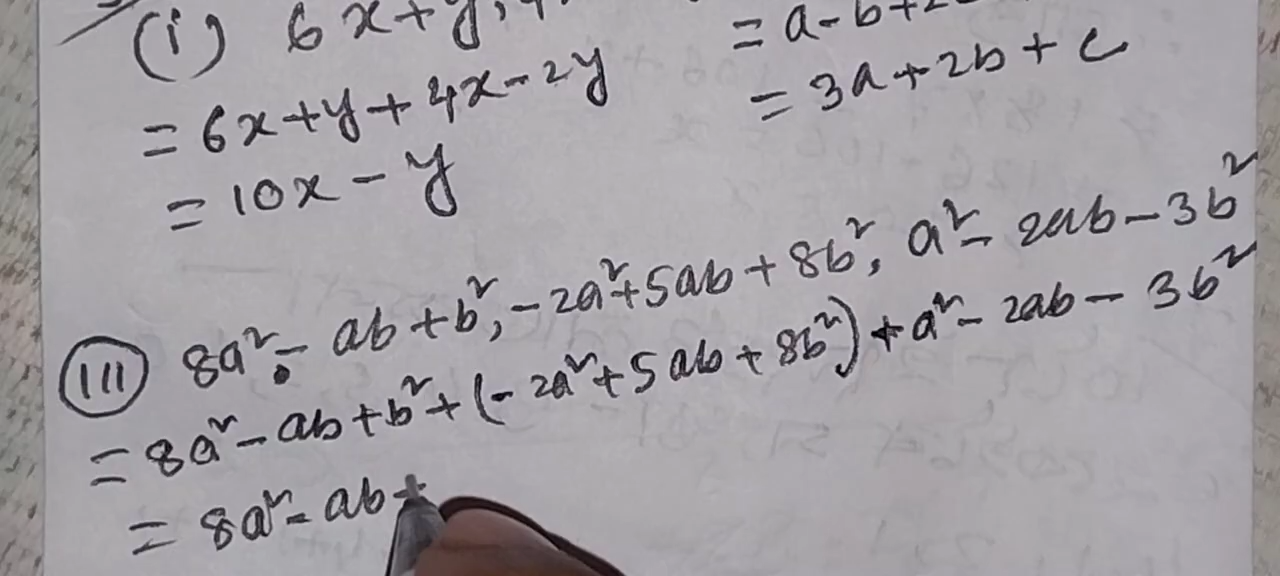 (i) 6x+y,
= 6x+y+4x-2y
= 10x-y
= a-b+2
= 3a+2b+c
(III) 8a²-ab+b²,-2a²+5ab+8b², a²-2ab-3b²
= 8a²-ab+b²+(-2a²+5ab+8b²)+a²-2ab-3b²
= 8a²-ab+